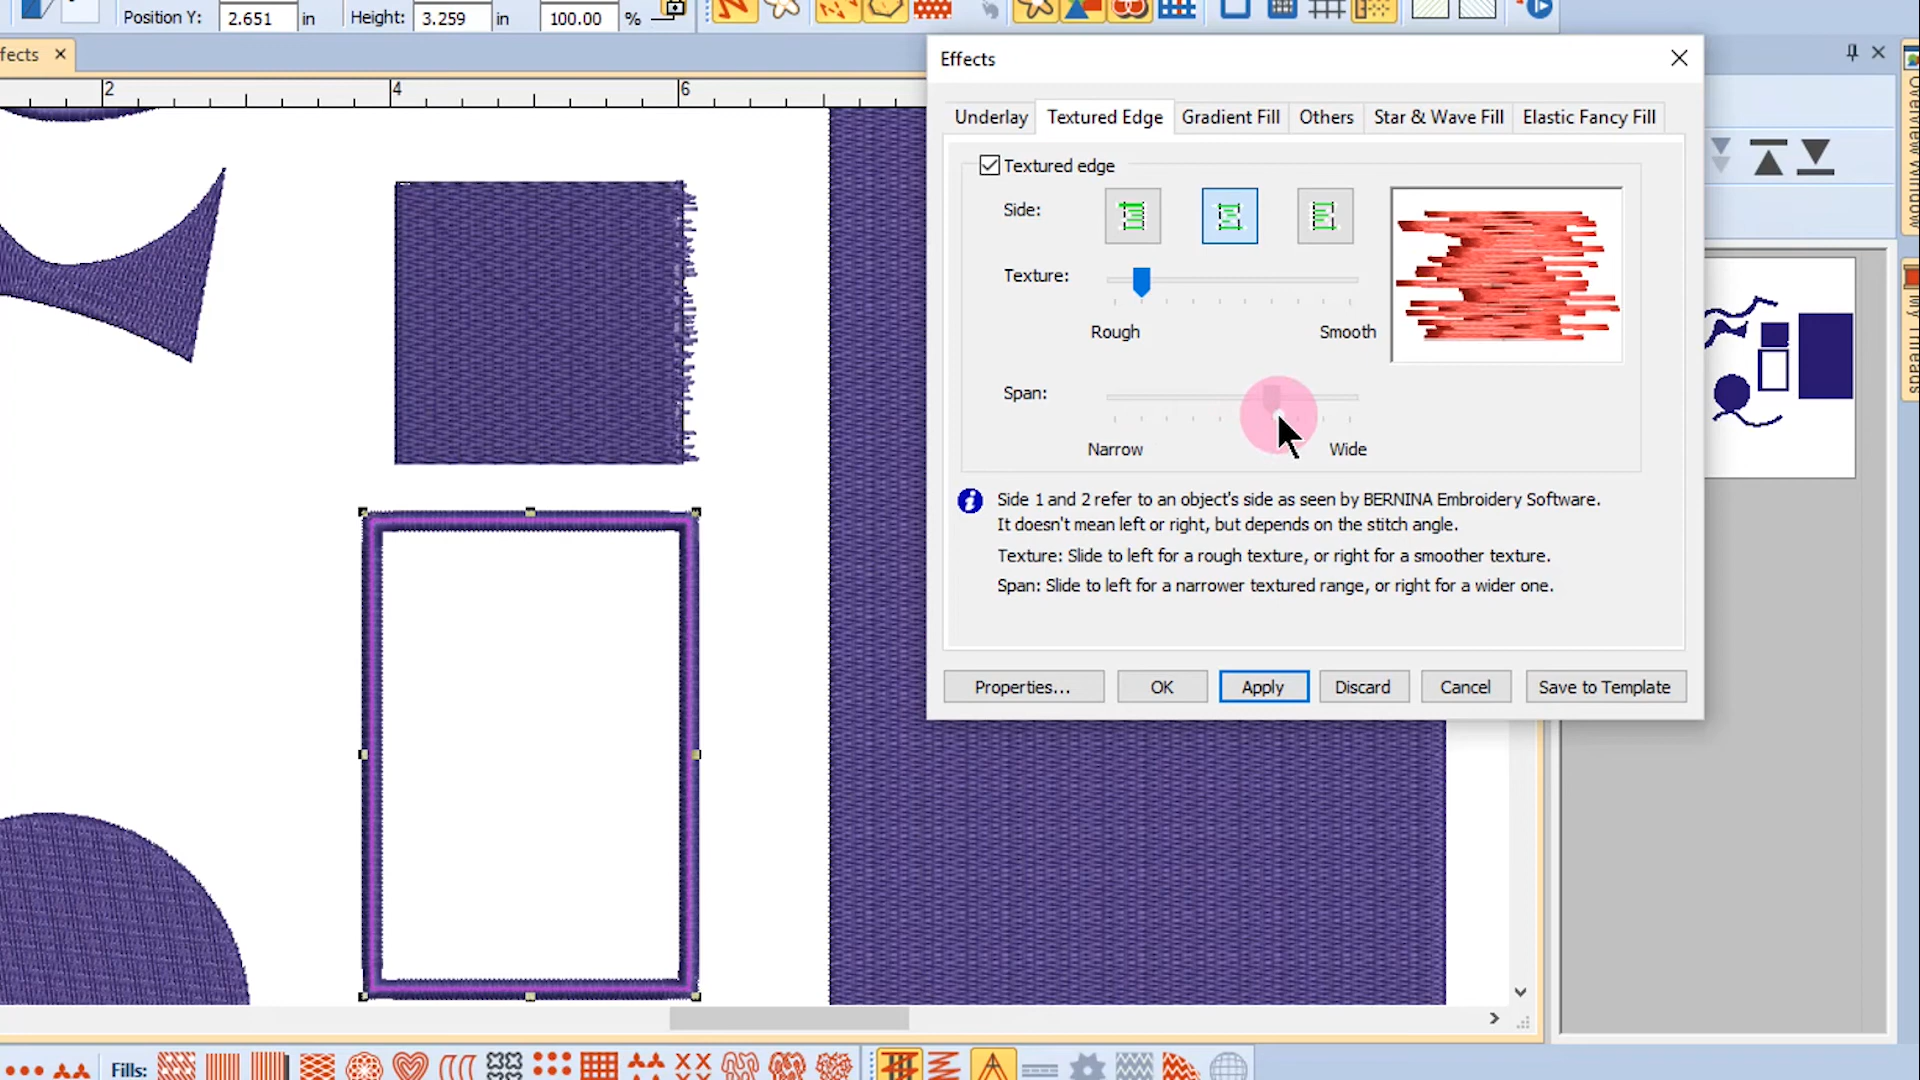 Position Y: 2.651 in Height: 3.259 in 100.00 %
fects ×
2 4 6
Effects
Underlay Textured Edge Gradient Fill Others Star & Wave Fill Elastic Fancy Fill
Textured edge
Side:
Texture:
Rough Smooth
Span:
Narrow Wide
Side 1 and 2 refer to an object's side as seen by BERNINA Embroidery Software.
It doesn't mean left or right, but depends on the stitch angle.
Texture: Slide to left for a rough texture, or right for a smoother texture.
Span: Slide to left for a narrower textured range, or right for a wider one.
Properties... OK Apply Discard Cancel Save to Template
Overview Window
My Threads
Fills: